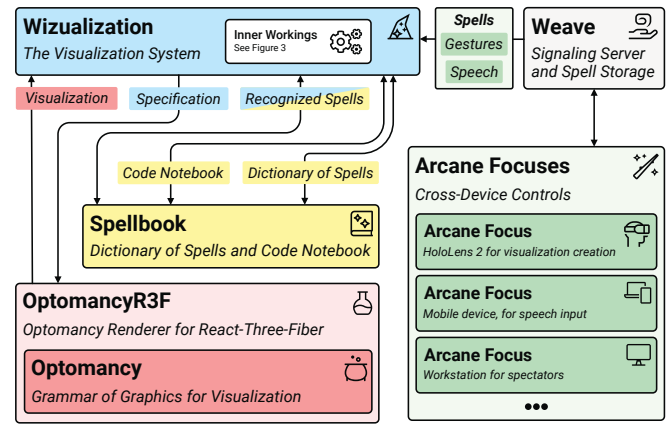 Wizualization
The Visualization System
Inner Workings
See Figure 3
Spells
Gestures
Speech
Weave
Signaling Server
and Spell Storage
Visualization
Specification
Recognized Spells
Code Notebook
Dictionary of Spells
Spellbook
Dictionary of Spells and Code Notebook
OptomancyR3F
Optomancy Renderer for React-Three-Fiber
Optomancy
Grammar of Graphics for Visualization
Arcane Focuses
Cross-Device Controls
Arcane Focus
HoloLens 2 for visualization creation
Arcane Focus
Mobile device, for speech input
Arcane Focus
Workstation for spectators
•••